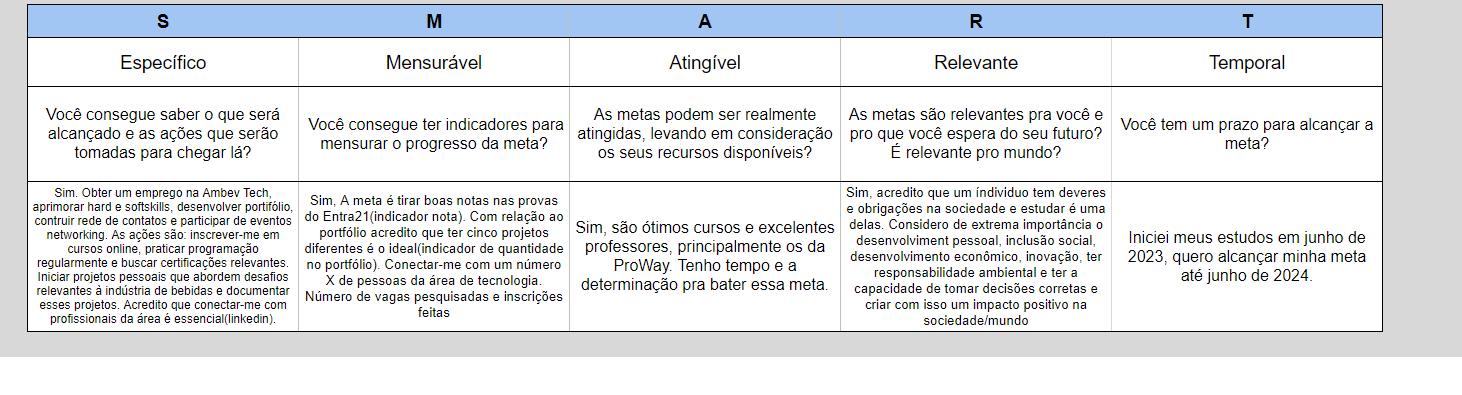 S
M
A
R
T
Específico
Mensurável
Atingível
Relevante
Temporal
Você consegue saber o que será
alcançado e as ações que serão
tomadas para chegar lá?
Você consegue ter indicadores para
mensurar o progresso da meta?
As metas podem ser realmente
atingidas, levando em consideração
os seus recursos disponíveis?
As metas são relevantes pra você e
pro que você espera do seu futuro?
É relevante pro mundo?
Você tem um prazo para alcançar a
meta?
Sim. Obter um emprego na Ambev Tech,
aprimorar hard e softskills, desenvolver portifólio,
contruir rede de contatos e participar de eventos
networking. As ações são: inscrever-me em
cursos online, praticar programação
regularmente e buscar certificações relevantes.
Iniciar projetos pessoais que abordem desafios
relevantes à indústria de bebidas e documentar
esses projetos. Acredito que conectar-me com
profissionais da área é essencial(linkedin).
Sim, A meta é tirar boas notas nas provas
do Entra21(indicador nota). Com relação ao
portfólio acredito que ter cinco projetos
diferentes é o ideal(indicador de quantidade
no portfólio). Conectar-me com um número
X de pessoas da área de tecnologia.
Número de vagas pesquisadas e inscrições
feitas
Sim, são ótimos cursos e excelentes
professores, principalmente os da
ProWay. Tenho tempo e a
determinação pra bater essa meta.
Sim, acredito que um índividuo tem deveres
e obrigações na sociedade e estudar é uma
delas. Considero de extrema importância o
desenvolviment pessoal, inclusão social,
desenvolvimento econômico, inovação, ter
responsabilidade ambiental e ter a
capacidade de tomar decisões corretas e
criar com isso um impacto positivo na
sociedade/mundo
Iniciei meus estudos em junho de
2023, quero alcançar minha meta
até junho de 2024.